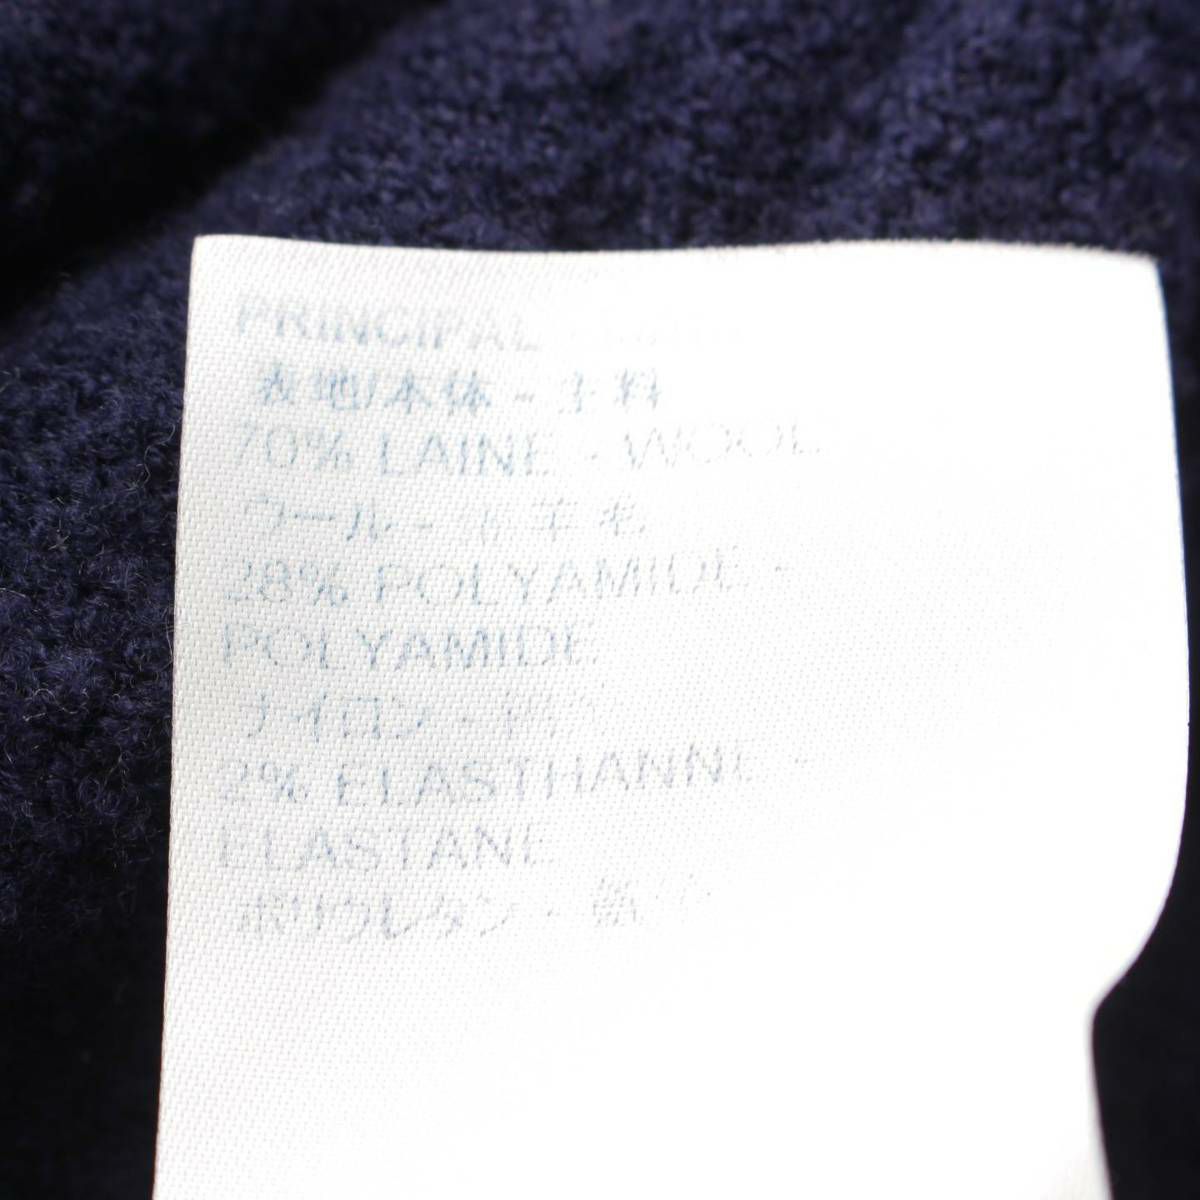 PRINCIPAL
表地/本体 - 主料
70% LAINE - WOOL
ウール - 羊毛
28% POLYAMIDE -
POLYAMIDE
ナイロン -
2% ELASTHANNE -
ELASTANE
ポリウレタン -